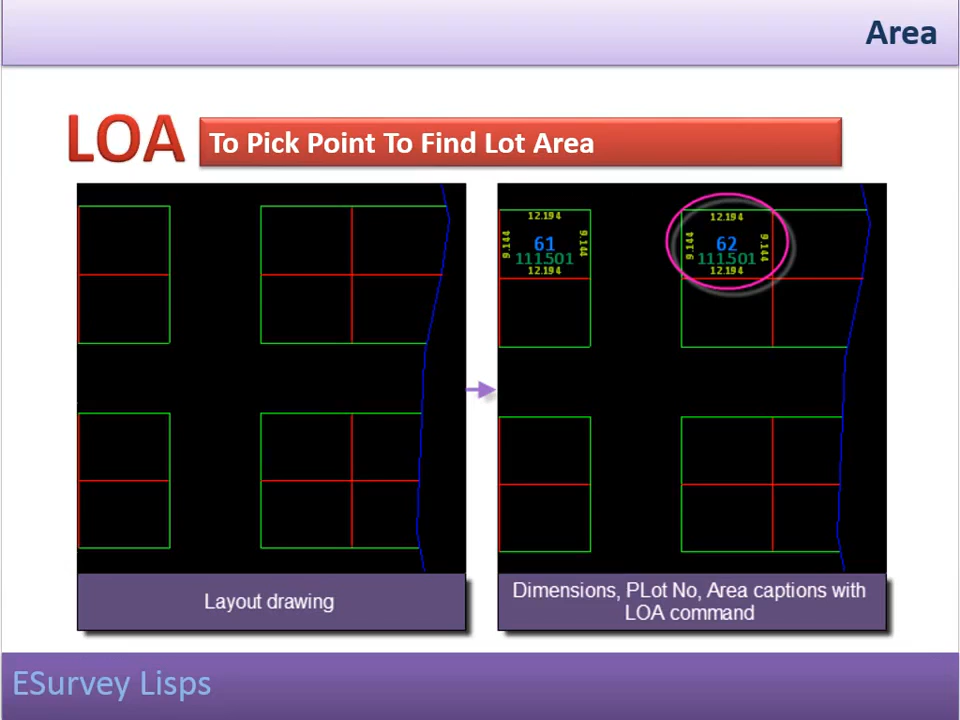 Area
LOA
To Pick Point To Find Lot Area
12.194
9.144
61
9.144
111.501
12.194
12.194
9.144
62
9.144
111.501
12.194
Layout drawing
Dimensions, PLot No, Area captions with
LOA command
ESurvey Lisps